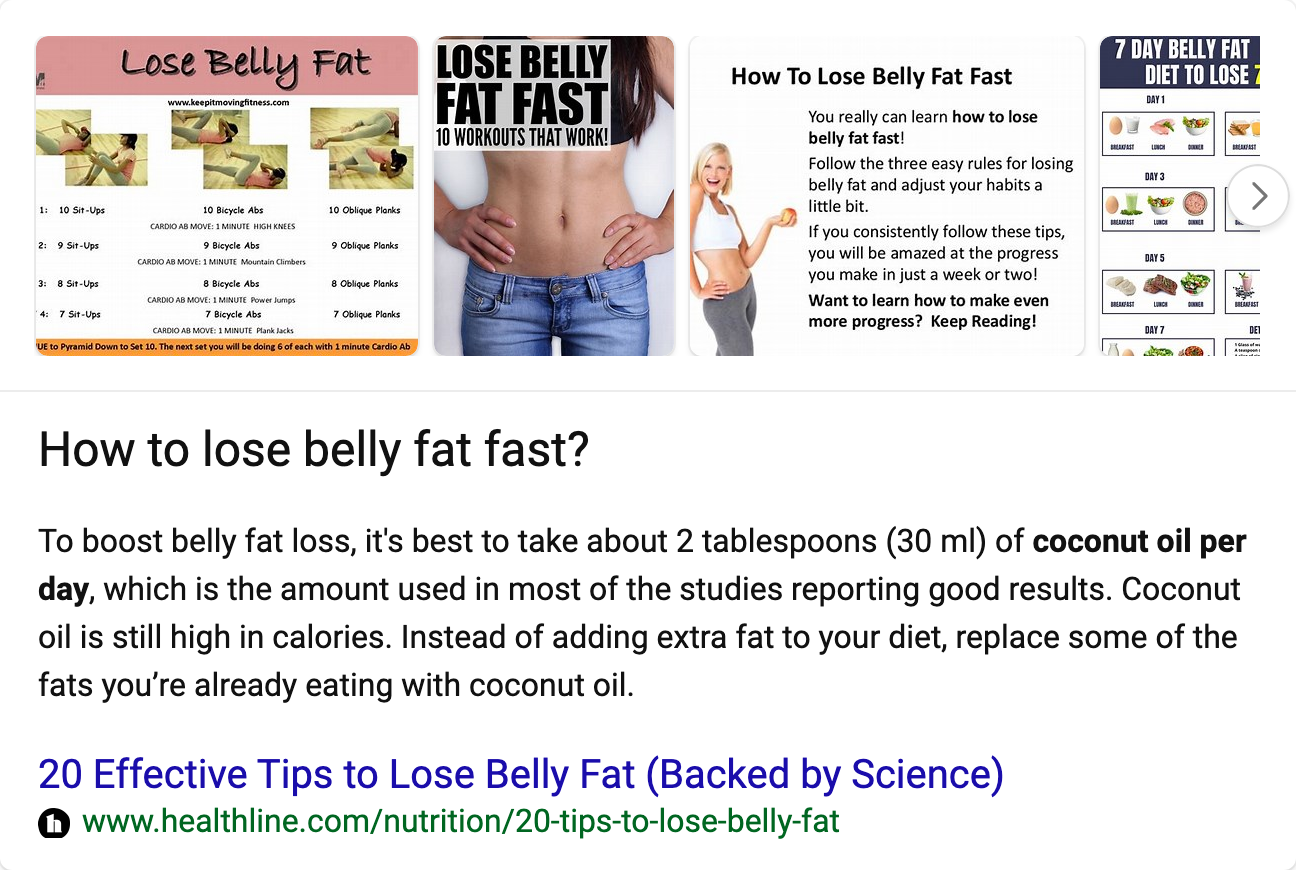 Lose Belly Fat
www.keepitmovingfitness.com
1: 10 Sit-Ups 10 Bicycle Abs 10 Oblique Planks
CARDIO AB MOVE: 1 MINUTE HIGH KNEES
2: 9 Sit-Ups 9 Bicycle Abs 9 Oblique Planks
CARDIO AB MOVE: 1 MINUTE Mountain Climbers
3: 8 Sit-Ups 8 Bicycle Abs 8 Oblique Planks
CARDIO AB MOVE: 1 MINUTE Power Jumps
4: 7 Sit-Ups 7 Bicycle Abs 7 Oblique Planks
CARDIO AB MOVE: 1 MINUTE Plank Jacks
UE to Pyramid Down to Set 10. The next set you will be doing 6 of each with 1 minute Cardio Ab
LOSE BELLY
FAT FAST
10 WORKOUTS THAT WORK!
How To Lose Belly Fat Fast
You really can learn how to lose
belly fat fast!
Follow the three easy rules for losing
belly fat and adjust your habits a
little bit.
If you consistently follow these tips,
you will be amazed at the progress
you make in just a week or two!
Want to learn how to make even
more progress? Keep Reading!
7 DAY BELLY FAT
DIET TO LOSE 7
DAY 1
BREAKFAST LUNCH DINNER BREAKFAST
DAY 3
BREAKFAST LUNCH DINNER
DAY 5
BREAKFAST LUNCH DINNER BREAKFAST
DAY 7 DET
How to lose belly fat fast?
To boost belly fat loss, it's best to take about 2 tablespoons (30 ml) of coconut oil per
day, which is the amount used in most of the studies reporting good results. Coconut
oil is still high in calories. Instead of adding extra fat to your diet, replace some of the
fats you’re already eating with coconut oil.
20 Effective Tips to Lose Belly Fat (Backed by Science)
h www.healthline.com/nutrition/20-tips-to-lose-belly-fat